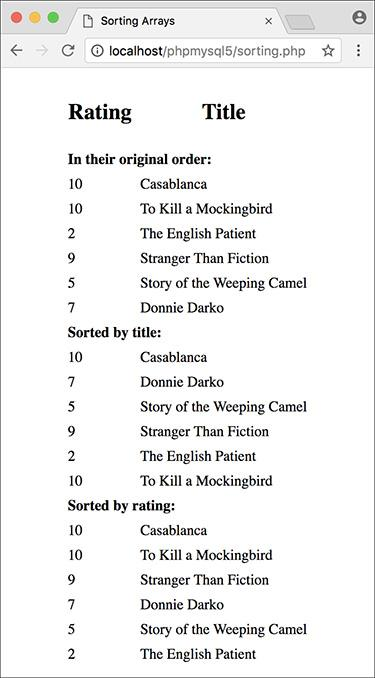 Sorting Arrays
localhost/phpmysql5/sorting.php
Rating Title
In their original order:
10 Casablanca
10 To Kill a Mockingbird
2 The English Patient
9 Stranger Than Fiction
5 Story of the Weeping Camel
7 Donnie Darko
Sorted by title:
10 Casablanca
7 Donnie Darko
5 Story of the Weeping Camel
9 Stranger Than Fiction
2 The English Patient
10 To Kill a Mockingbird
Sorted by rating:
10 Casablanca
10 To Kill a Mockingbird
9 Stranger Than Fiction
7 Donnie Darko
5 Story of the Weeping Camel
2 The English Patient